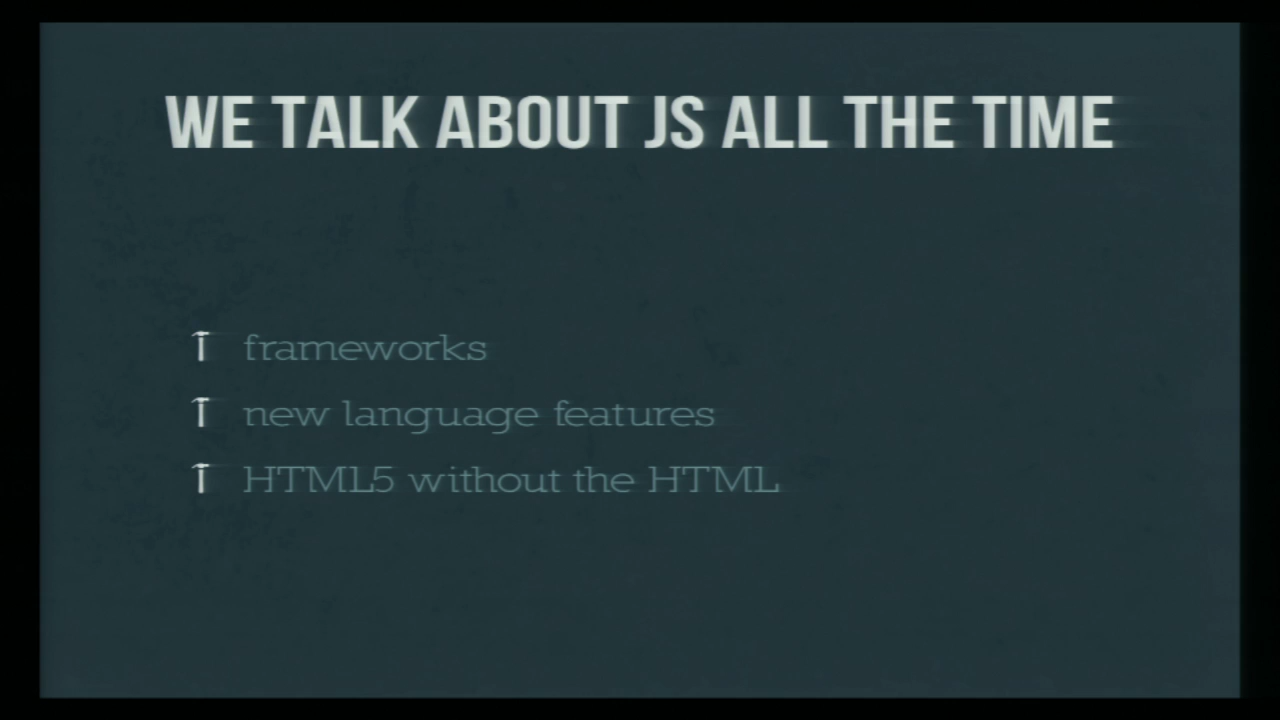 WE TALK ABOUT JS ALL THE TIME
frameworks
new language features
HTML5 without the HTML